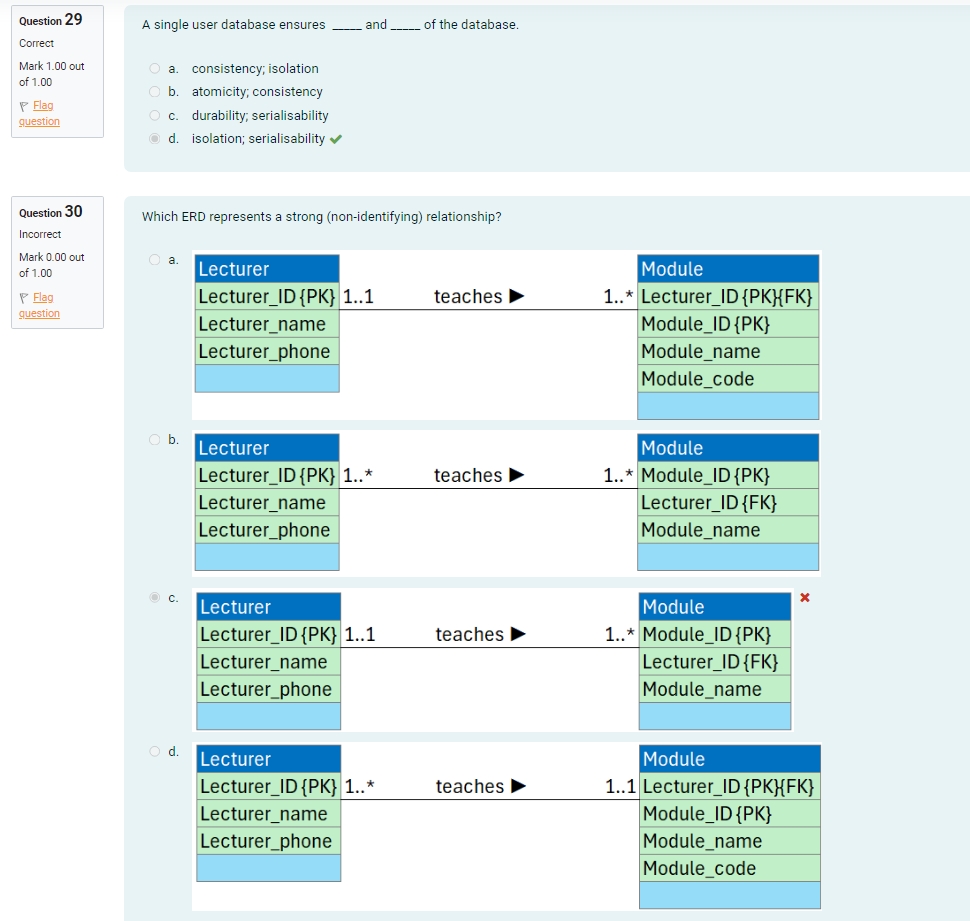 Question 29
Correct
Mark 1.00 out
of 1.00
Flag
question
A single user database ensures _____ and _____ of the database.
a. consistency; isolation
b. atomicity; consistency
c. durability; serialisability
d. isolation; serialisability
Question 30
Incorrect
Mark 0.00 out
of 1.00
Flag
question
Which ERD represents a strong (non-identifying) relationship?
a.
Lecturer
Lecturer_ID{PK}
Lecturer_name
Lecturer_phone
1..1 teaches ▶ 1..*
Module
Lecturer_ID{PK}{FK}
Module_ID{PK}
Module_name
Module_code
b.
Lecturer
Lecturer_ID{PK}
Lecturer_name
Lecturer_phone
1..* teaches ▶ 1..*
Module
Module_ID{PK}
Lecturer_ID{FK}
Module_name
c.
Lecturer
Lecturer_ID{PK}
Lecturer_name
Lecturer_phone
1..1 teaches ▶ 1..*
Module
Module_ID{PK}
Lecturer_ID{FK}
Module_name
d.
Lecturer
Lecturer_ID{PK}
Lecturer_name
Lecturer_phone
1..* teaches ▶ 1..1
Module
Lecturer_ID{PK}{FK}
Module_ID{PK}
Module_name
Module_code